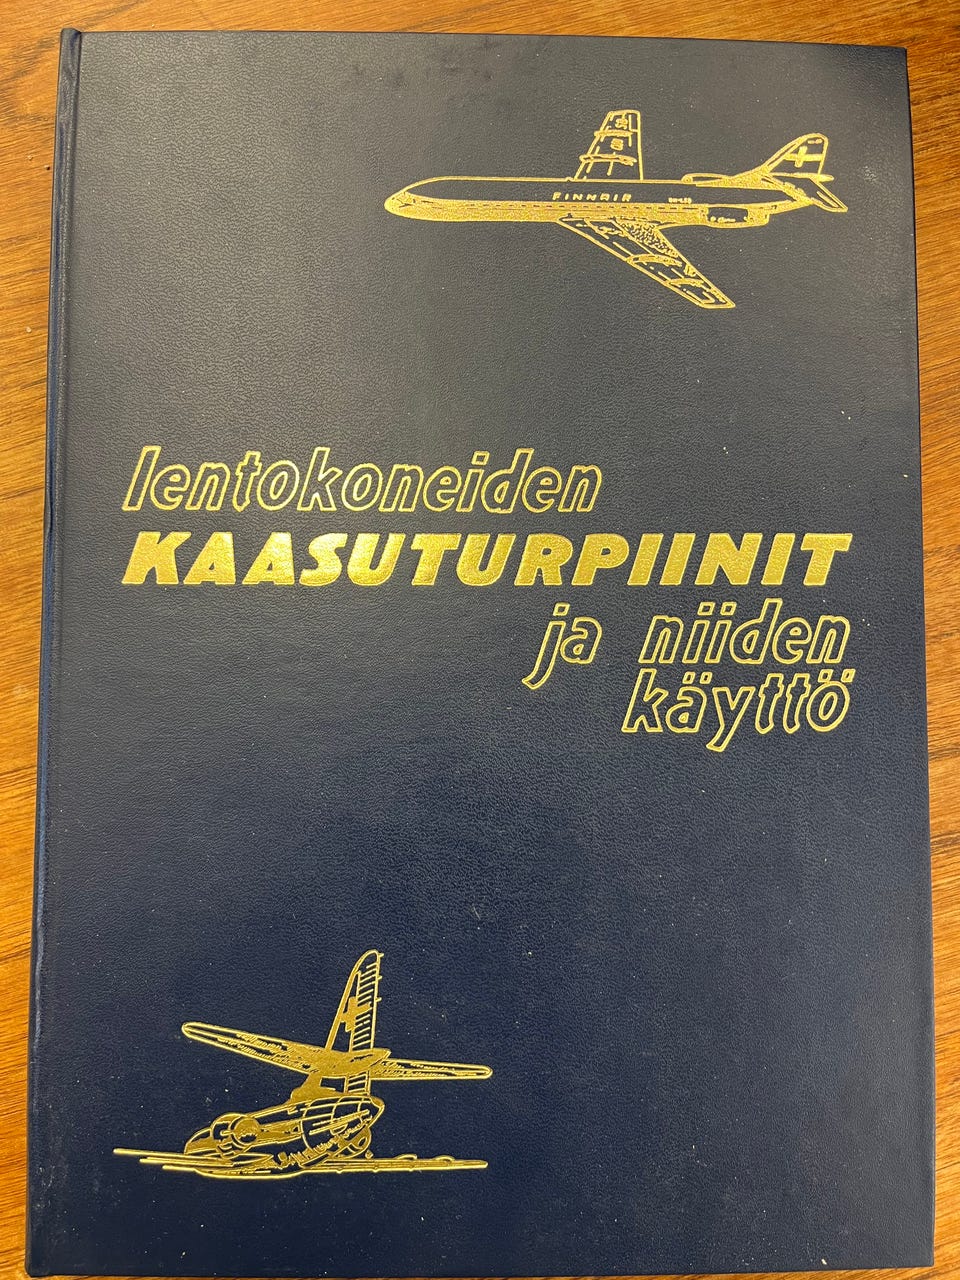 FINNAIR
lentokoneiden
KAASUTURPIINIT
ja niiden
käyttö